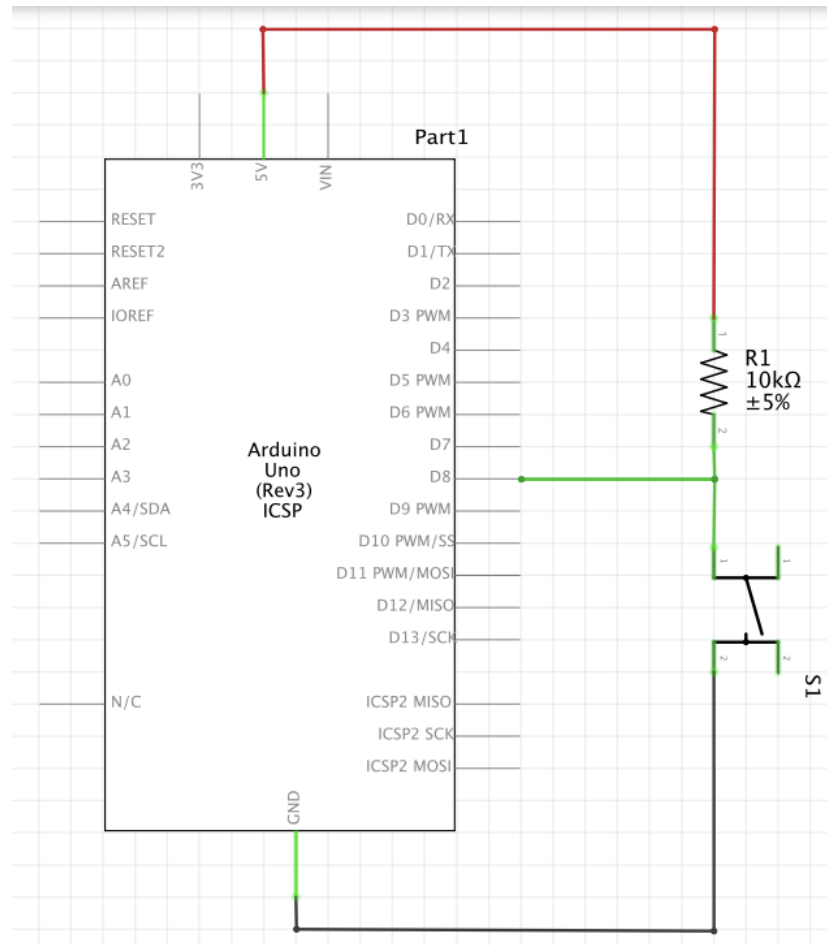 Part1
3V3
5V
VIN
RESET
RESET2
AREF
IOREF
A0
A1
A2
A3
A4/SDA
A5/SCL
N/C
Arduino
Uno
(Rev3)
ICSP
D0/RX
D1/TX
D2
D3 PWM
D4
D5 PWM
D6 PWM
D7
D8
D9 PWM
D10 PWM/SS
D11 PWM/MOSI
D12/MISO
D13/SCK
ICSP2 MISO
ICSP2 SCK
ICSP2 MOSI
GND
1
R1
10kΩ
±5%
2
1
1
2
2
S1